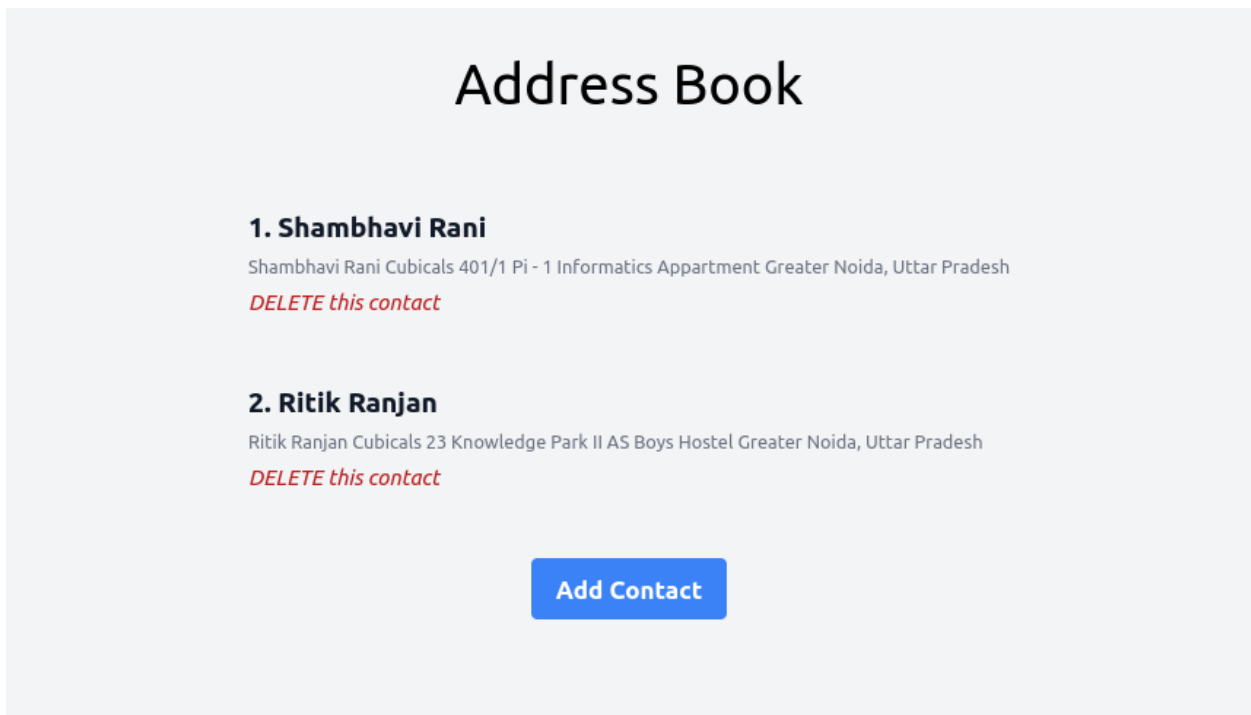 Address Book
1. Shambhavi Rani
Shambhavi Rani Cubicals 401/1 Pi - 1 Informatics Appartment Greater Noida, Uttar Pradesh
DELETE this contact
2. Ritik Ranjan
Ritik Ranjan Cubicals 23 Knowledge Park II AS Boys Hostel Greater Noida, Uttar Pradesh
DELETE this contact
Add Contact